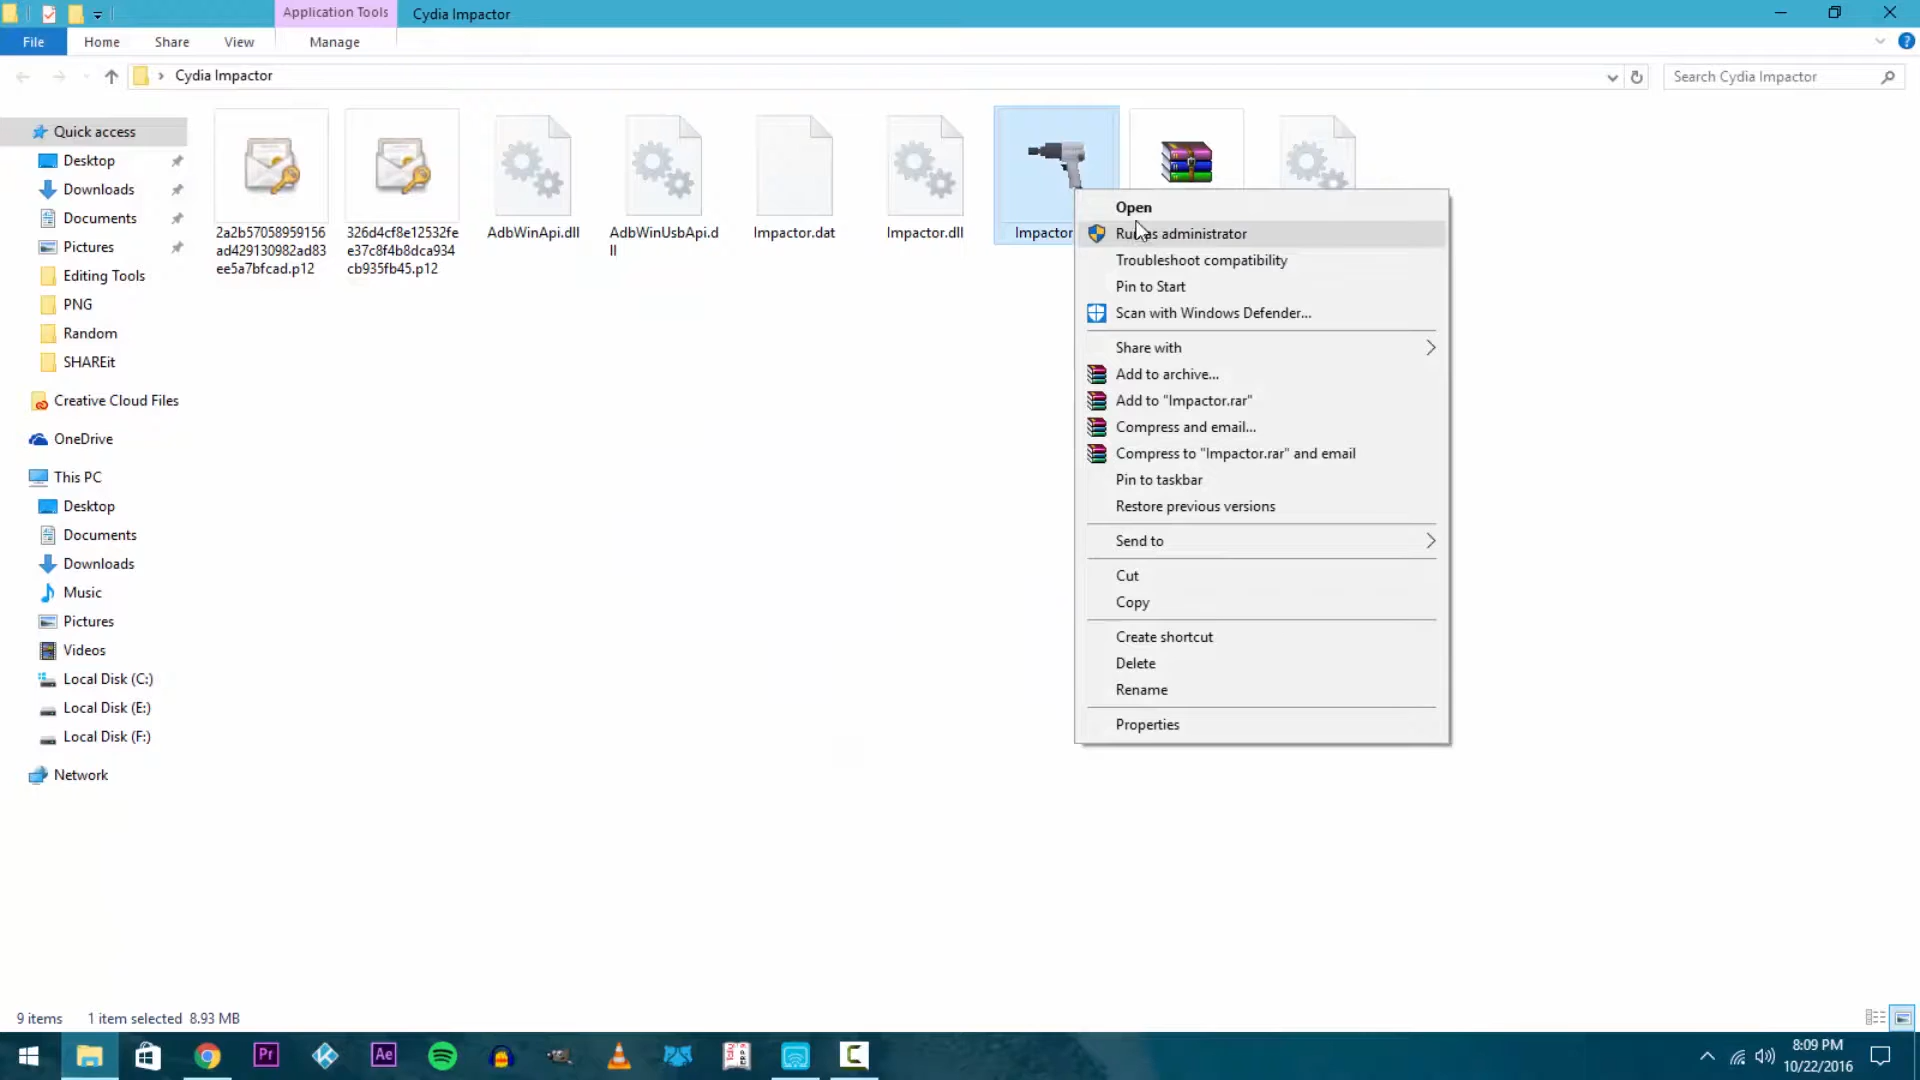 Application Tools
Cydia Impactor
File
Home
Share
View
Manage
Cydia Impactor
Search Cydia Impactor
Quick access
Desktop
Downloads
Documents
Pictures
Editing Tools
PNG
Random
SHAREit
Creative Cloud Files
OneDrive
This PC
Desktop
Documents
Downloads
Music
Pictures
Videos
Local Disk (C:)
Local Disk (E:)
Local Disk (F:)
Network
2a2b57058959156
ad429130982ad83
ee5a7bfcad.p12
326d4cf8e12532fe
e37c8f4b8dca934
cb935fb45.p12
AdbWinApi.dll
AdbWinUsbApi.d
ll
Impactor.dat
Impactor.dll
Impactor
Open
Run as administrator
Troubleshoot compatibility
Pin to Start
Scan with Windows Defender...
Share with
Add to archive...
Add to "Impactor.rar"
Compress and email...
Compress to "Impactor.rar" and email
Pin to taskbar
Restore previous versions
Send to
Cut
Copy
Create shortcut
Delete
Rename
Properties
9 items
1 item selected 8.93 MB
Pr
Ae
C
8:09 PM
10/22/2016